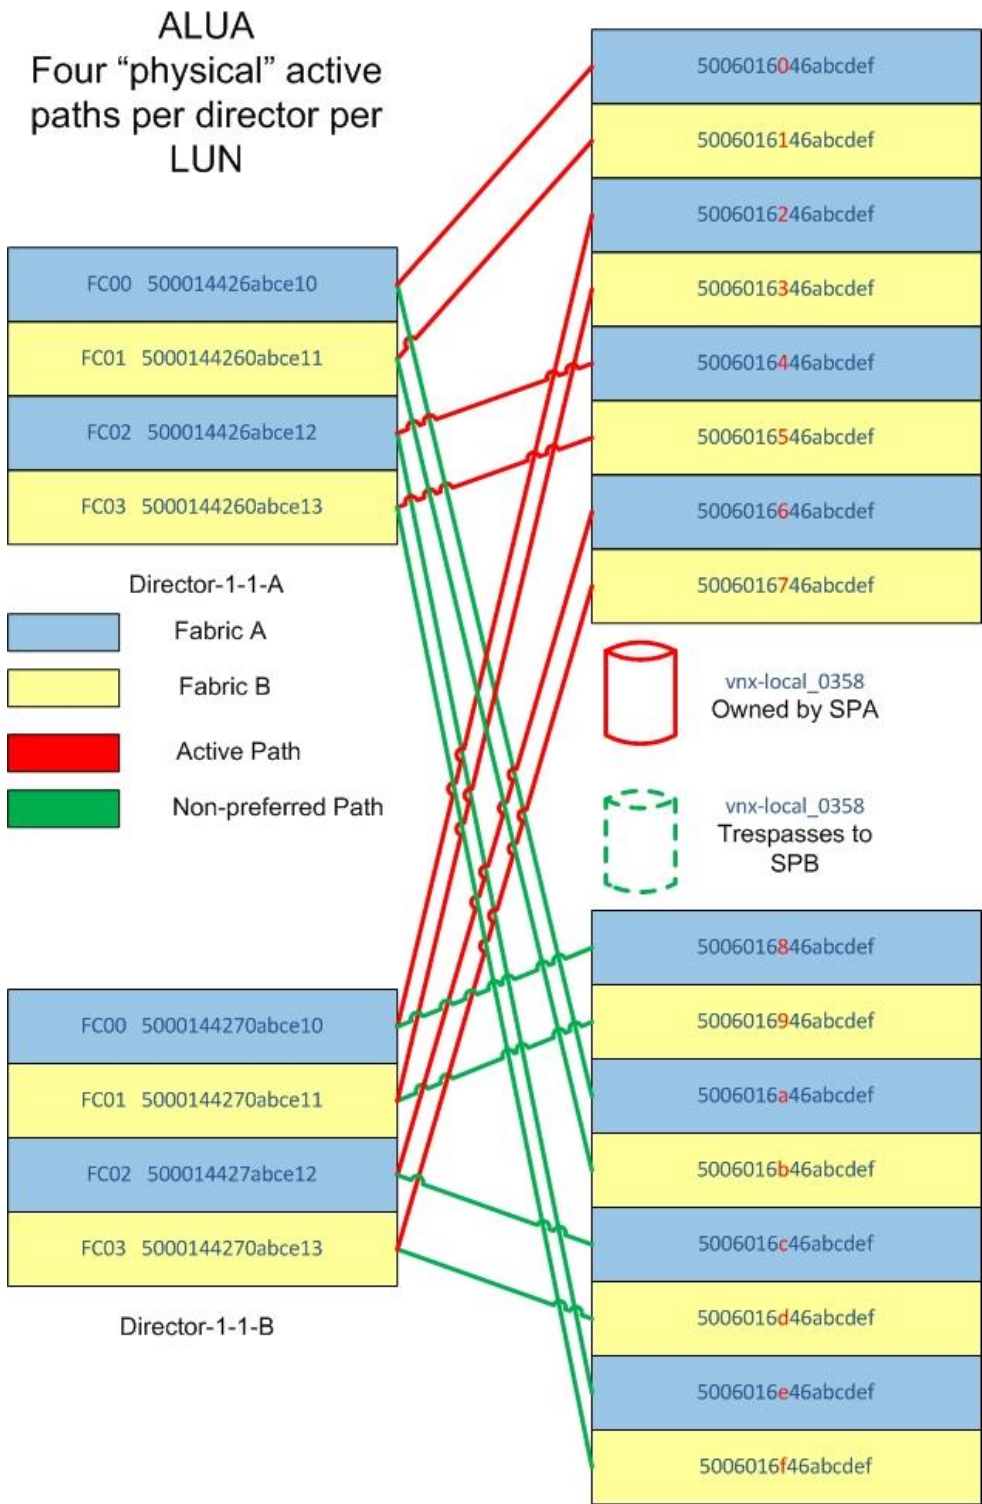 ALUA
Four “physical” active
paths per director per
LUN
FC00 500014426abce10
FC01 5000144260abce11
FC02 500014426abce12
FC03 5000144260abce13
Director-1-1-A
Fabric A
Fabric B
Active Path
Non-preferred Path
FC00 5000144270abce10
FC01 5000144270abce11
FC02 500014427abce12
FC03 5000144270abce13
Director-1-1-B
5006016046abcdef
5006016146abcdef
5006016246abcdef
5006016346abcdef
5006016446abcdef
5006016546abcdef
5006016646abcdef
5006016746abcdef
vnx-local_0358
Owned by SPA
vnx-local_0358
Trespasses to
SPB
5006016846abcdef
5006016946abcdef
5006016a46abcdef
5006016b46abcdef
5006016c46abcdef
5006016d46abcdef
5006016e46abcdef
5006016f46abcdef